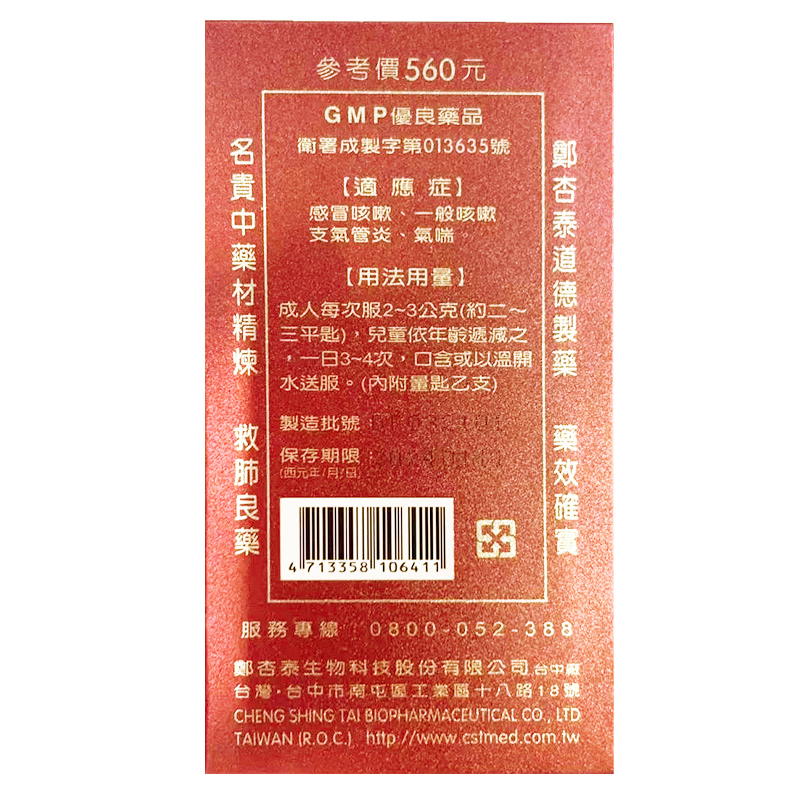 參考價560元
GMP優良藥品
衛署成製字第013635號
【適應症】
感冒咳嗽、一般咳嗽
支氣管炎、氣喘。
【用法用量】
成人每次服2~3公克(約二~
三平匙)，兒童依年齡遞減之
，一日3~4次，口含或以溫開
水送服。(內附量匙乙支)
製造批號
保存期限：
(西元年/月/日)
4 713358 106411
名貴中藥材精煉 救肺良藥
鄭杏泰道德製藥 藥效確實
服務專線：0800-052-388
鄭杏泰生物科技股份有限公司台中廠
台灣·台中市南屯區工業區十八路18號
CHENG SHING TAI BIOPHARMACEUTICAL CO., LTD
TAIWAN (R.O.C.) http://www.cstmed.com.tw